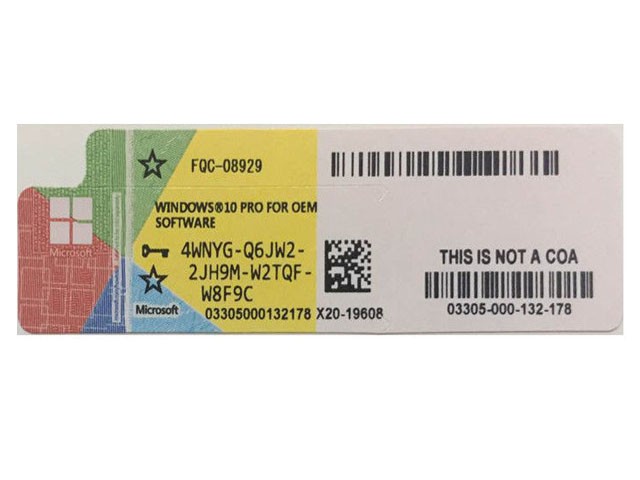 FQC-08929
WINDOWS®10 PRO FOR OEM
SOFTWARE
4WNYG-Q6JW2-
2JH9M-W2TQF-
W8F9C
Microsoft
Microsoft
03305000132178 X20-19608
THIS IS NOT A COA
03305-000-132-178